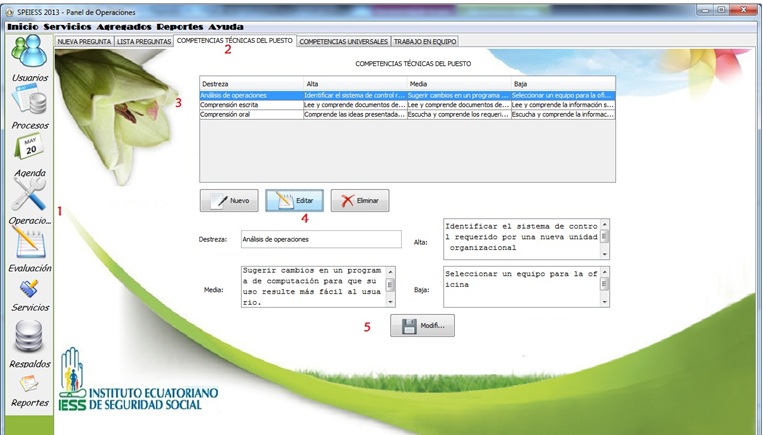 SPEIESS 2013 - Panel de Operaciones
Inicio Servicios Agregados Reportes Ayuda
NUEVA PREGUNTA LISTA PREGUNTAS COMPETENCIAS TÉCNICAS DEL PUESTO COMPETENCIAS UNIVERSALES TRABAJO EN EQUIPO
2
COMPETENCIAS TÉCNICAS DEL PUESTO
Usuarios
Destreza Alta Media Baja
3
Análisis de operaciones Identificar el sistema de control r... Sugerir cambios en un programa ... Seleccionar un equipo para la ofi...
Comprensión escrita Lee y comprende documentos de... Lee y comprende documentos de... Lee y comprende la información s...
Comprensión oral Comprende las ideas presentada... Escucha y comprende los requeri... Escucha y comprende la informac...
Procesos
MAY
20
Agenda
Nuevo Editar Eliminar
1
4
Operacio...
Destreza: Análisis de operaciones
Alta: Identificar el sistema de contro
l requerido por una nueva unidad
organizacional
Evaluación
Media: Sugerir cambios en un program
a de computación para que su
uso resulte más fácil al usua
rio.
Baja: Seleccionar un equipo para la of
icina
Servicios
5
Modifi...
Respaldos
Reportes
IESS INSTITUTO ECUATORIANO
DE SEGURIDAD SOCIAL